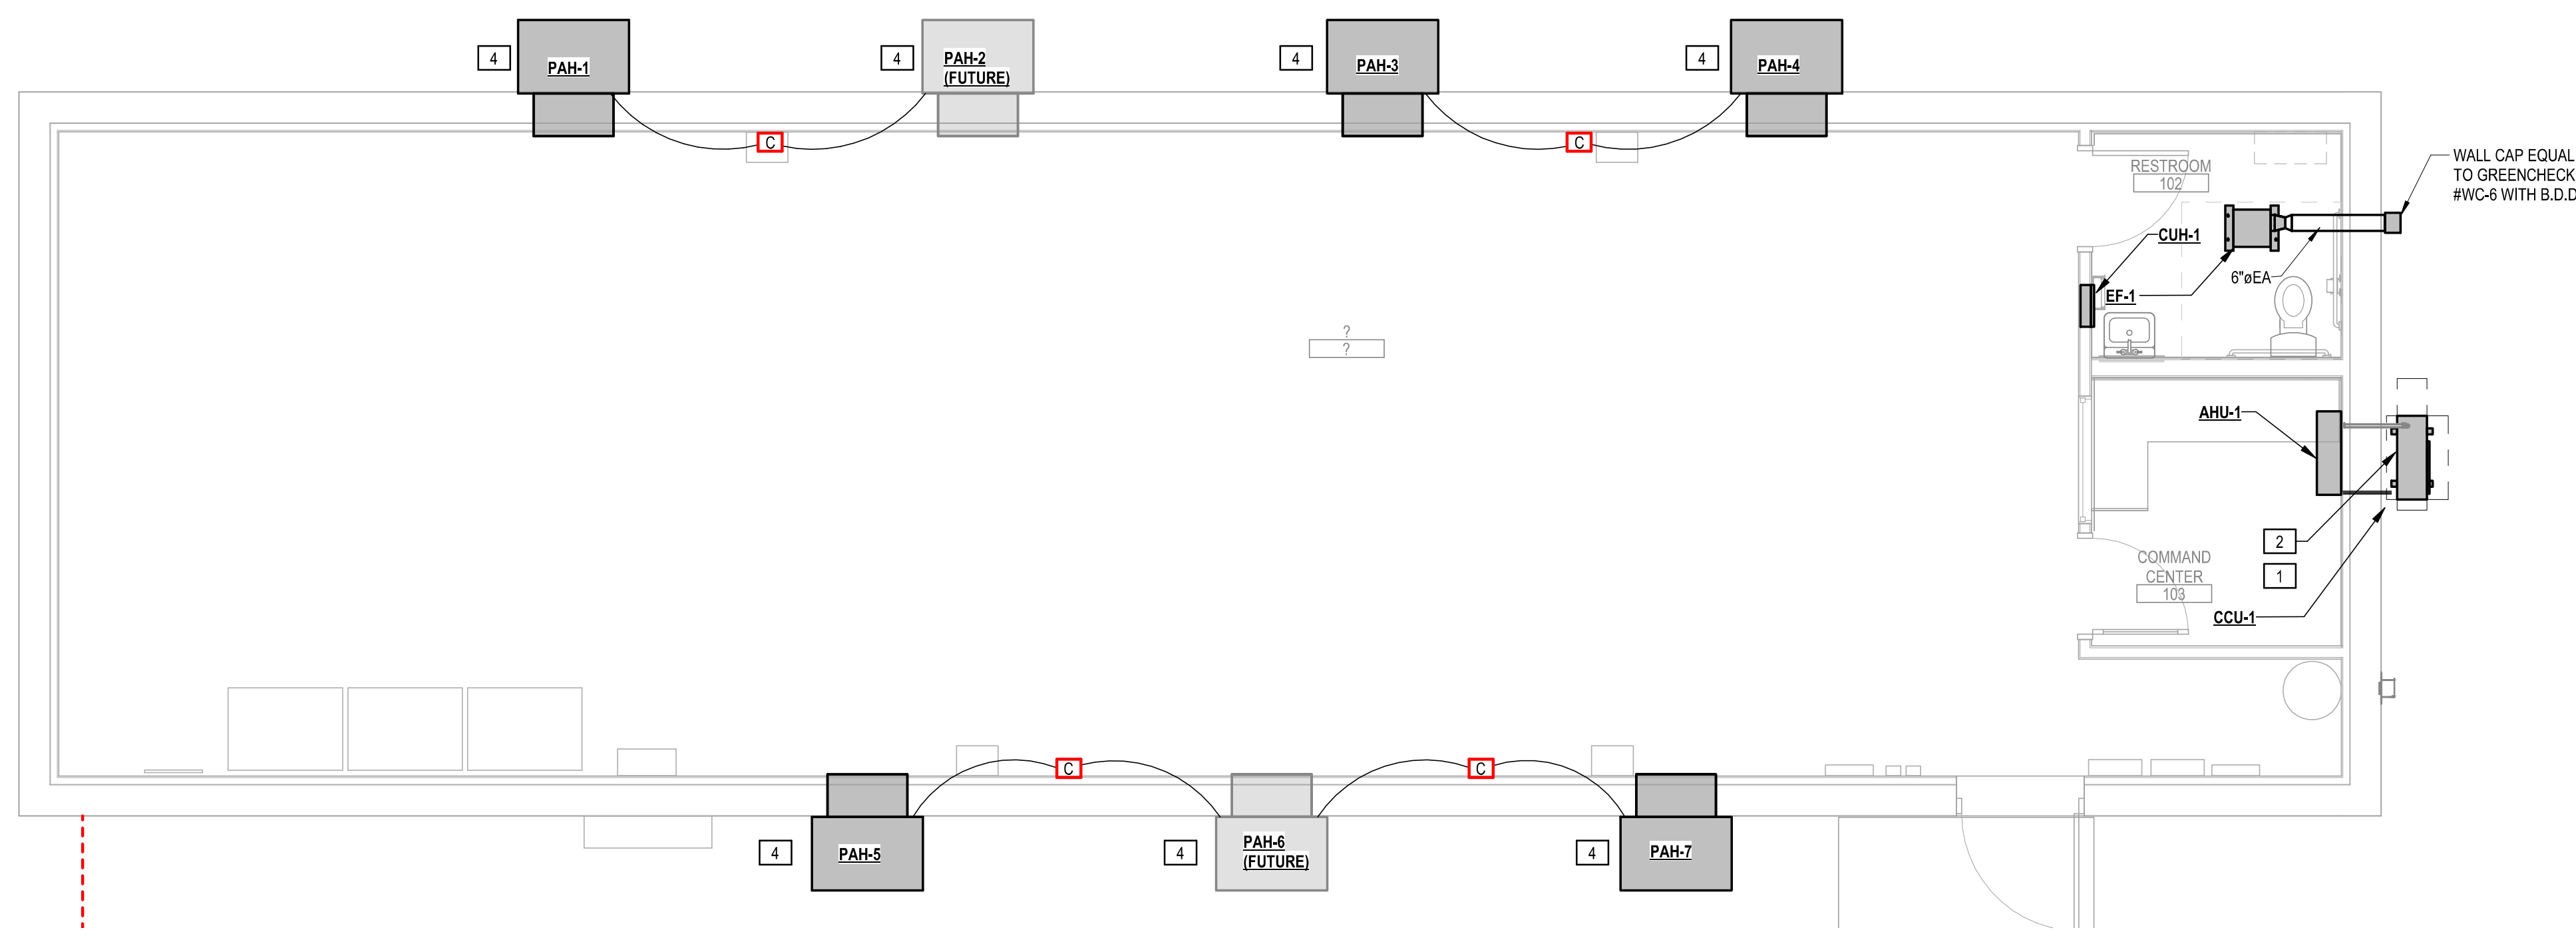 4
PAH-1
4
PAH-2
(FUTURE)
4
PAH-3
4
PAH-4
C
C
WALL CAP EQUAL
TO GREENCHECK
#WC-6 WITH B.D.D
RESTROOM
102
CUH-1
6"øEA
EF-1
?
?
AHU-1
2
1
COMMAND
CENTER
103
CCU-1
C
C
4
PAH-5
4
PAH-6
(FUTURE)
4
PAH-7